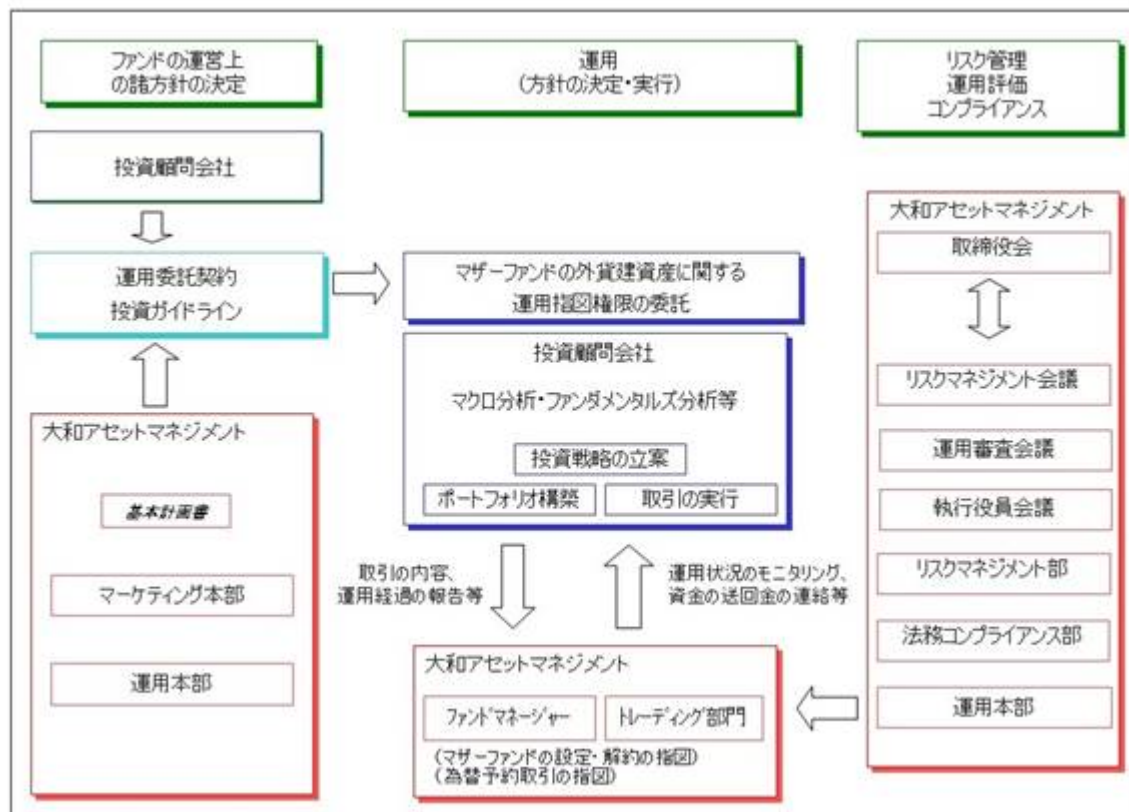 ファンドの運営上
の諸方針の決定
運用
(方針の決定・実行)
リスク管理
運用評価
コンプライアンス
投資顧問会社
運用委託契約
投資ガイドライン
大和アセットマネジメント
基本計画書
マーケティング本部
運用本部
マザーファンドの外貨建資産に関する
運用指図権限の委託
投資顧問会社
マクロ分析・ファンダメンタルズ分析等
投資戦略の立案
ポートフォリオ構築
取引の実行
取引の内容、
運用経過の報告等
運用状況のモニタリング、
資金の送回金の連絡等
大和アセットマネジメント
ファンドマネージャー
トレーディング部門
(マザーファンドの設定・解約の指図)
(為替予約取引の指図)
大和アセットマネジメント
取締役会
リスクマネジメント会議
運用審査会議
執行役員会議
リスクマネジメント部
法務コンプライアンス部
運用本部